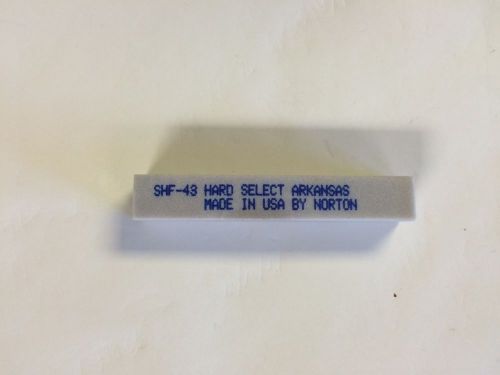 SHF-43 HARD SELECT ARKANSAS
MADE IN USA BY NORTON